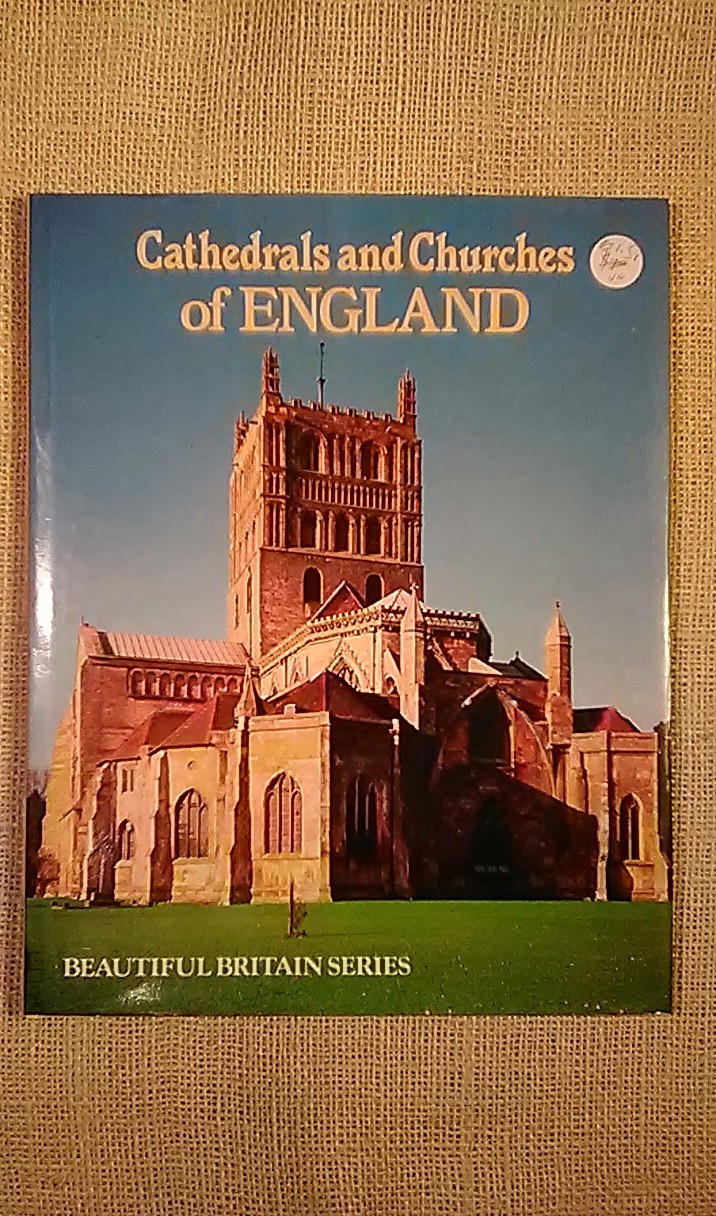 Cathedrals and Churches
of ENGLAND
BEAUTIFUL BRITAIN SERIES